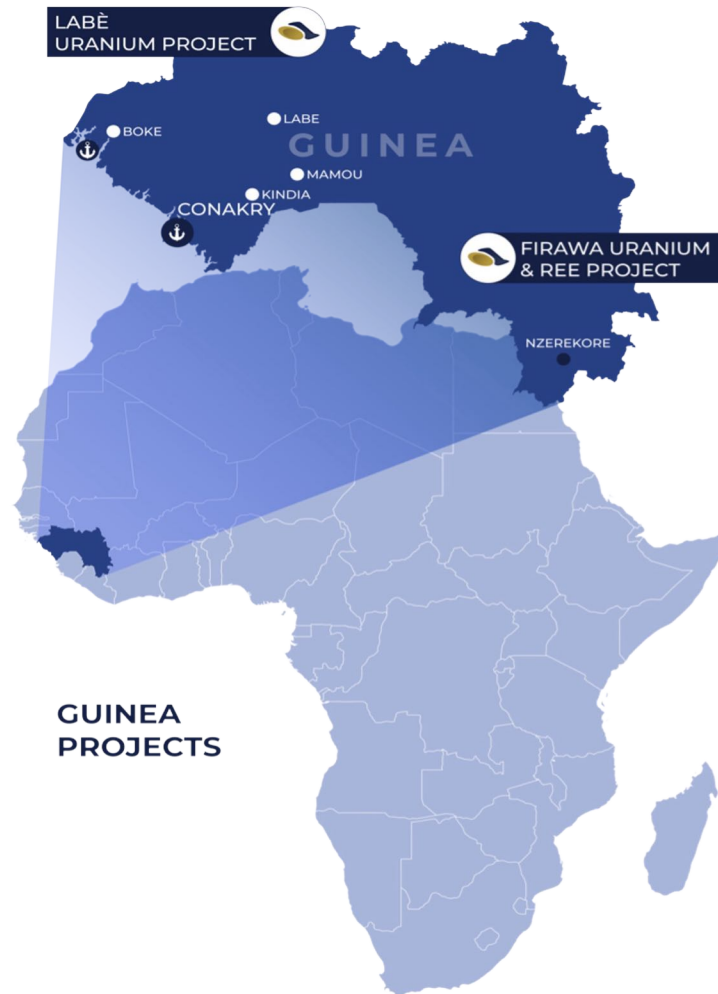 LABÈ
URANIUM PROJECT
BOKE
LABE
GUINEA
MAMOU
KINDIA
CONAKRY
FIRAWA URANIUM
& REE PROJECT
NZEREKORE
GUINEA
PROJECTS